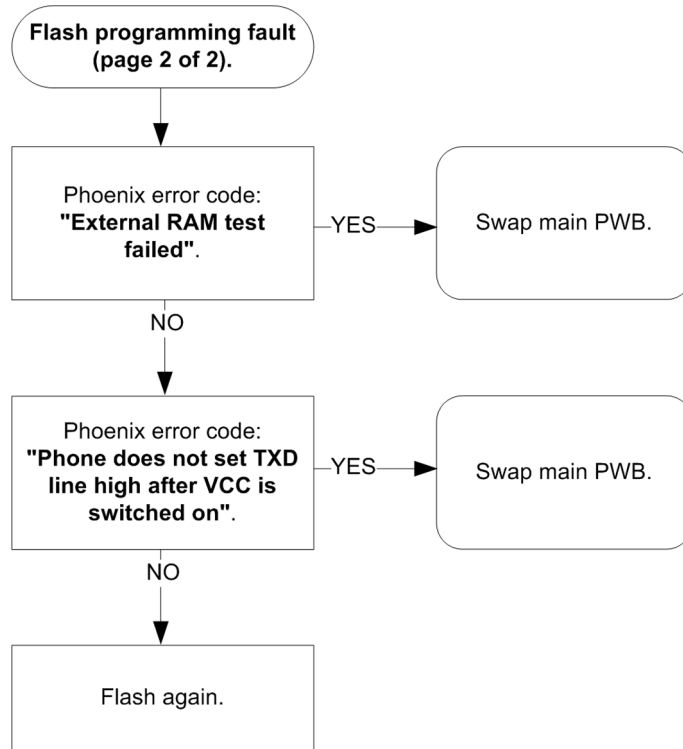 Flash programming fault
(page 2 of 2).
Phoenix error code:
"External RAM test
failed".
YES
Swap main PWB.
NO
Phoenix error code:
"Phone does not set TXD
line high after VCC is
switched on".
YES
Swap main PWB.
NO
Flash again.